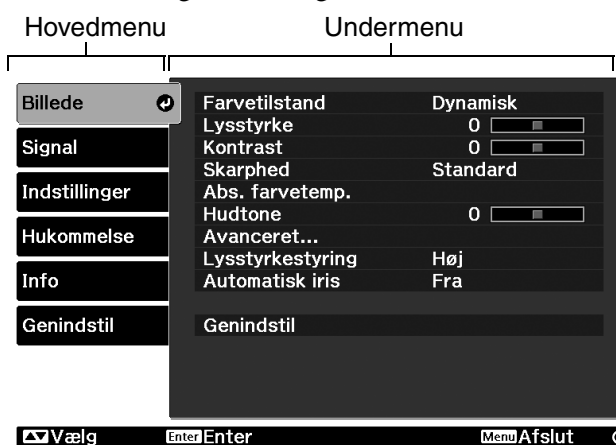 Hovedmenu Undermenu
Billede
Signal
Indstillinger
Hukommelse
Info
Genindstil
Farvetilstand Dynamisk
Lysstyrke 0
Kontrast 0
Skarphed Standard
Abs. farvetemp.
Hudtone 0
Avanceret...
Lysstyrkestyring Høj
Automatisk iris Fra
Genindstil
Vælg Enter Enter Menu Afslut